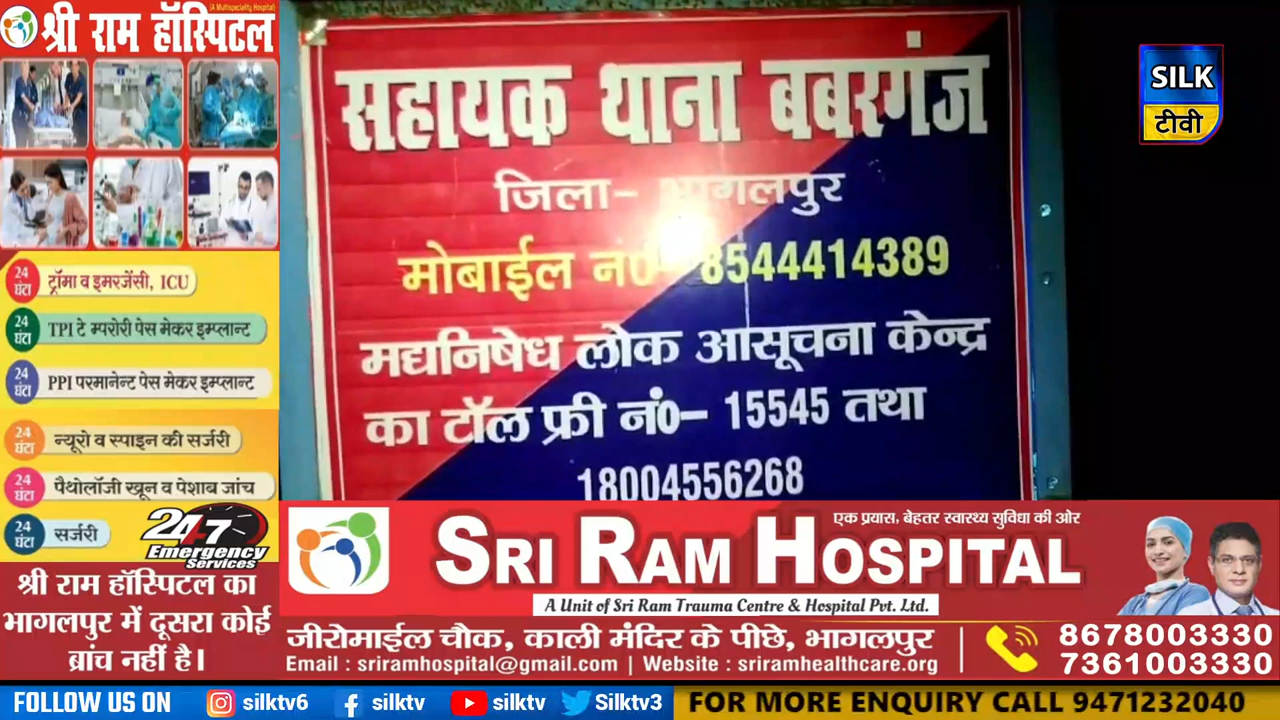 (A Multispeciality Hospital)
श्री राम हॉस्पिटल
24 घंटा ट्रॉमा व इमरजेंसी, ICU
24 घंटा TPI टे म्परोरी पेस मेकर इम्प्लान्ट
24 घंटा PPI परमानेन्ट पेस मेकर इम्प्लान्ट
24 घंटा न्यूरो व स्पाइन की सर्जरी
24 घंटा पैथोलॉजी खून व पेशाब जांच
24 घंटा सर्जरी
24x7
Emergency
Services
श्री राम हॉस्पिटल का
भागलपुर में दूसरा कोई
ब्रांच नहीं है।
सहायक थाना बबरगंज
जिला- भागलपुर
मोबाईल नं0- 8544414389
मद्यनिषेध लोक आसूचना केन्द्र
का टॉल फ्री नं0- 15545 तथा
18004556268
SILK
टीवी
एक प्रयास, बेहतर स्वास्थ्य सुविधा की ओर
SRI RAM HOSPITAL
A Unit of Sri Ram Trauma Centre & Hospital Pvt. Ltd.
जीरोमाईल चौक, काली मंदिर के पीछे, भागलपुर
Email : sriramhospital@gmail.com | Website : sriramhealthcare.org
8678003330
7361003330
FOLLOW US ON silktv6 silktv silktv Silktv3 FOR MORE ENQUIRY CALL 9471232040